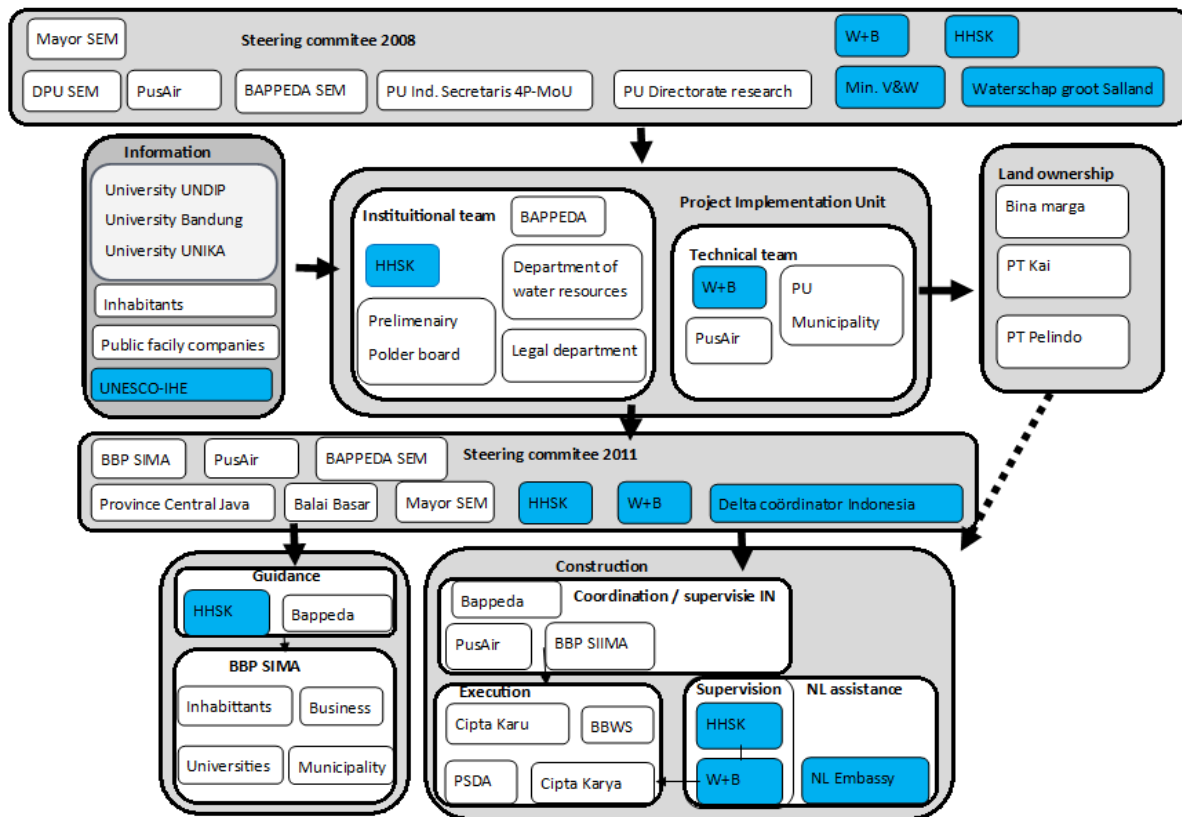 Mayor SEM
Steering commitee 2008
W+B
HHSK
DPU SEM
PusAir
BAPPEDA SEM
PU Ind. Secretaris 4P-MoU
PU Directorate research
Min. V&W
Waterschap groot Salland
Information
University UNDIP
University Bandung
University UNIKA
Inhabitants
Public facily companies
UNESCO-IHE
Instituitional team
BAPPEDA
HHSK
Department of
water resources
Prelimenairy
Polder board
Legal department
Project Implementation Unit
Technical team
W+B
PU
Municipality
PusAir
Land ownership
Bina marga
PT Kai
PT Pelindo
BBP SIMA
PusAir
BAPPEDA SEM
Steering commitee 2011
Province Central Java
Balai Basar
Mayor SEM
HHSK
W+B
Delta coördinator Indonesia
Guidance
HHSK
Bappeda
BBP SIMA
Inhabittants
Business
Universities
Municipality
Construction
Bappeda
Coordination / supervisie IN
PusAir
BBP SIIMA
Execution
Cipta Karu
BBWS
PSDA
Cipta Karya
Supervision
HHSK
W+B
NL assistance
NL Embassy